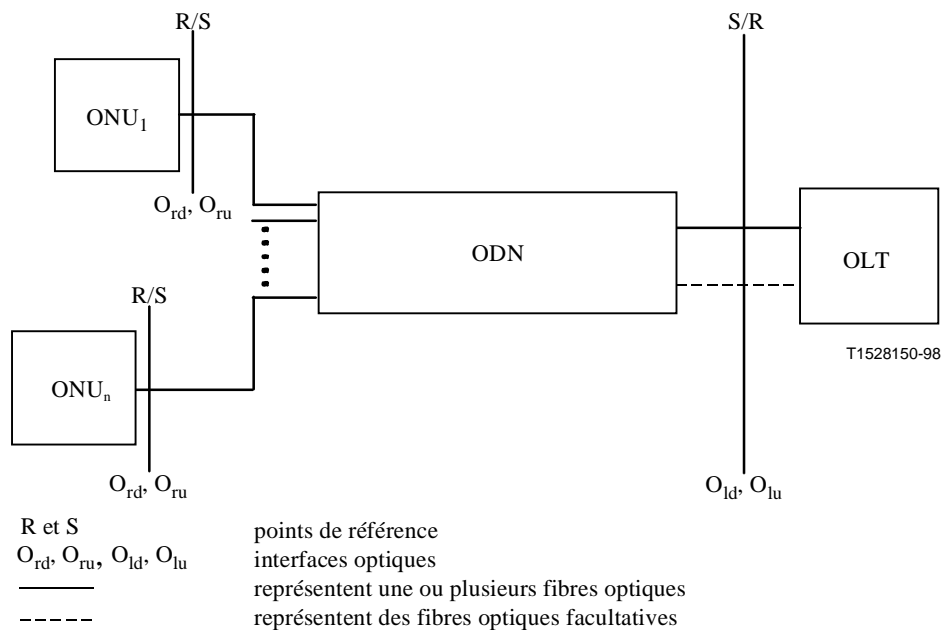 R/S
S/R
ONU1
Ord, Oru
ODN
OLT
R/S
T1528150-98
ONUn
Ord, Oru
Old, Olu
R et S points de référence
Ord, Oru, Old, Olu interfaces optiques
représentent une ou plusieurs fibres optiques
représentent des fibres optiques facultatives